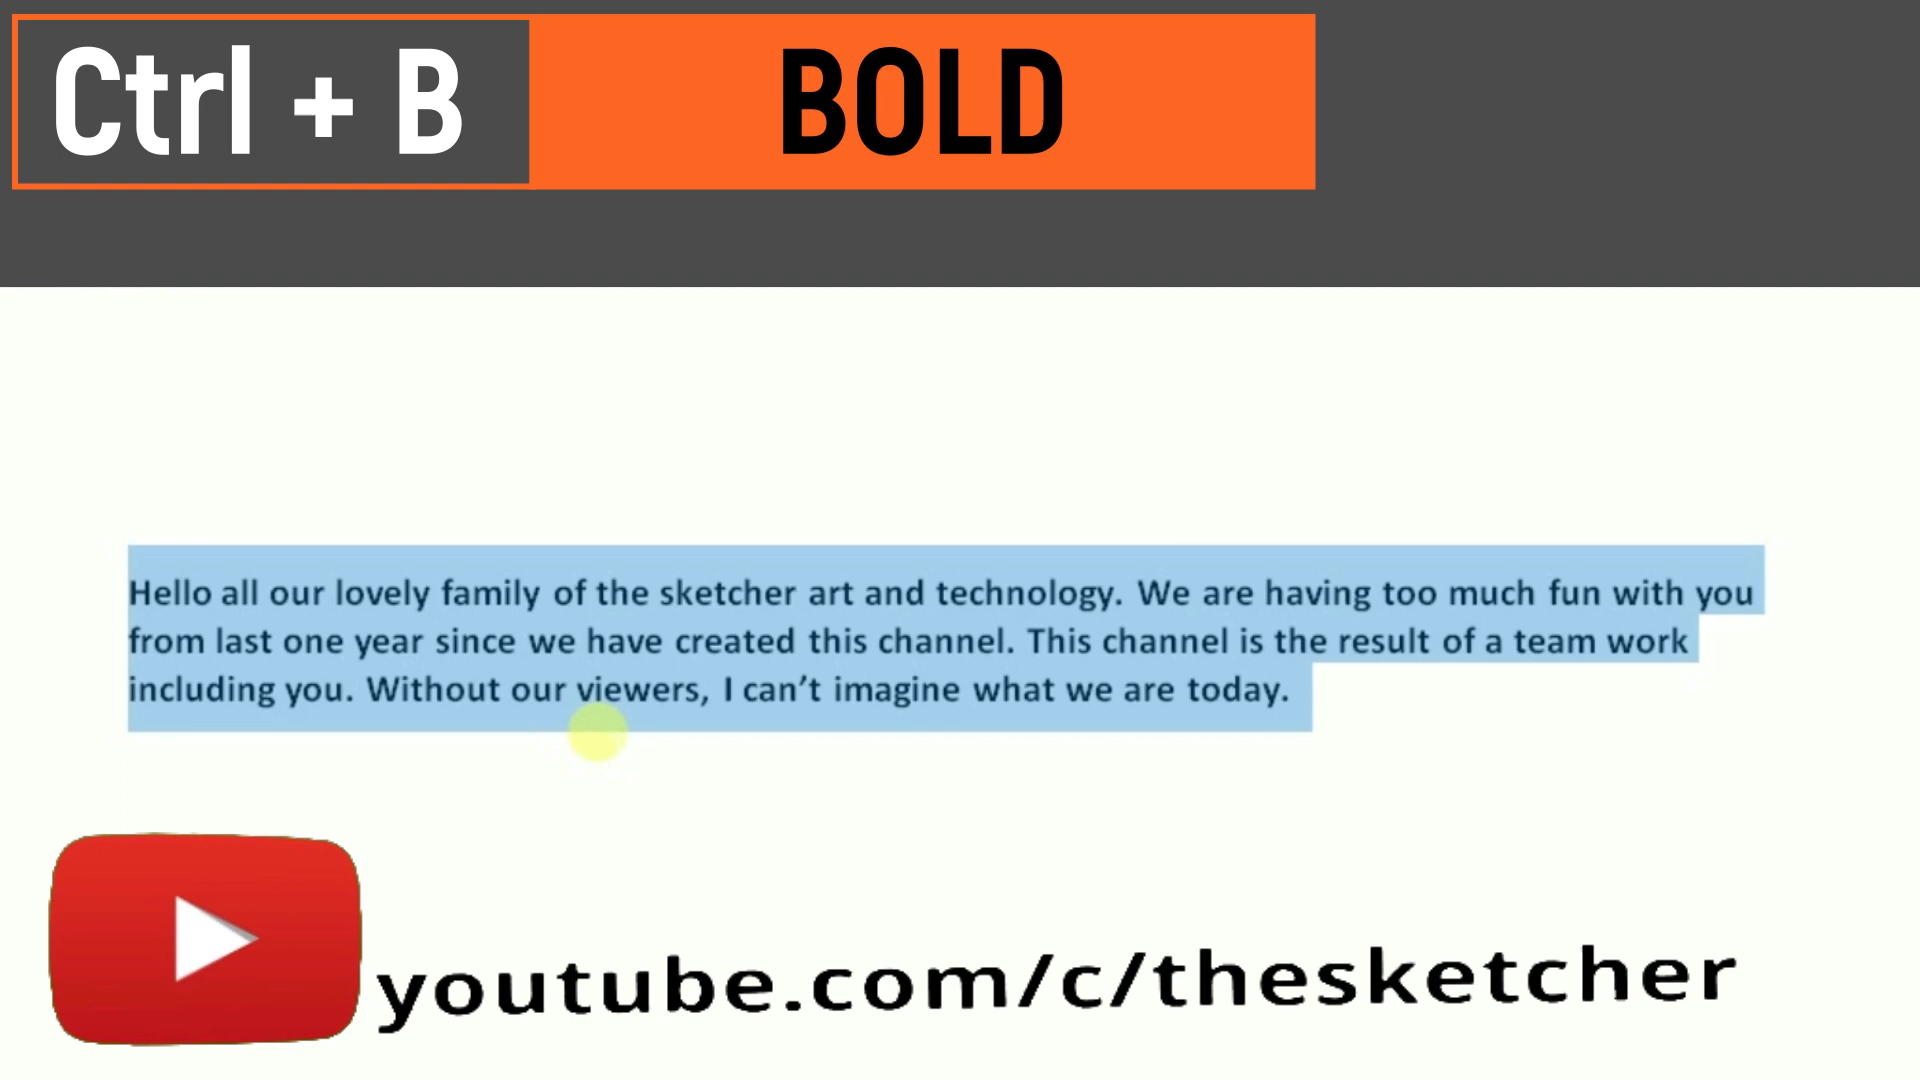 Ctrl + B
BOLD
Hello all our lovely family of the sketcher art and technology. We are having too much fun with you
from last one year since we have created this channel. This channel is the result of a team work
including you. Without our viewers, I can’t imagine what we are today.
youtube.com/c/thesketcher